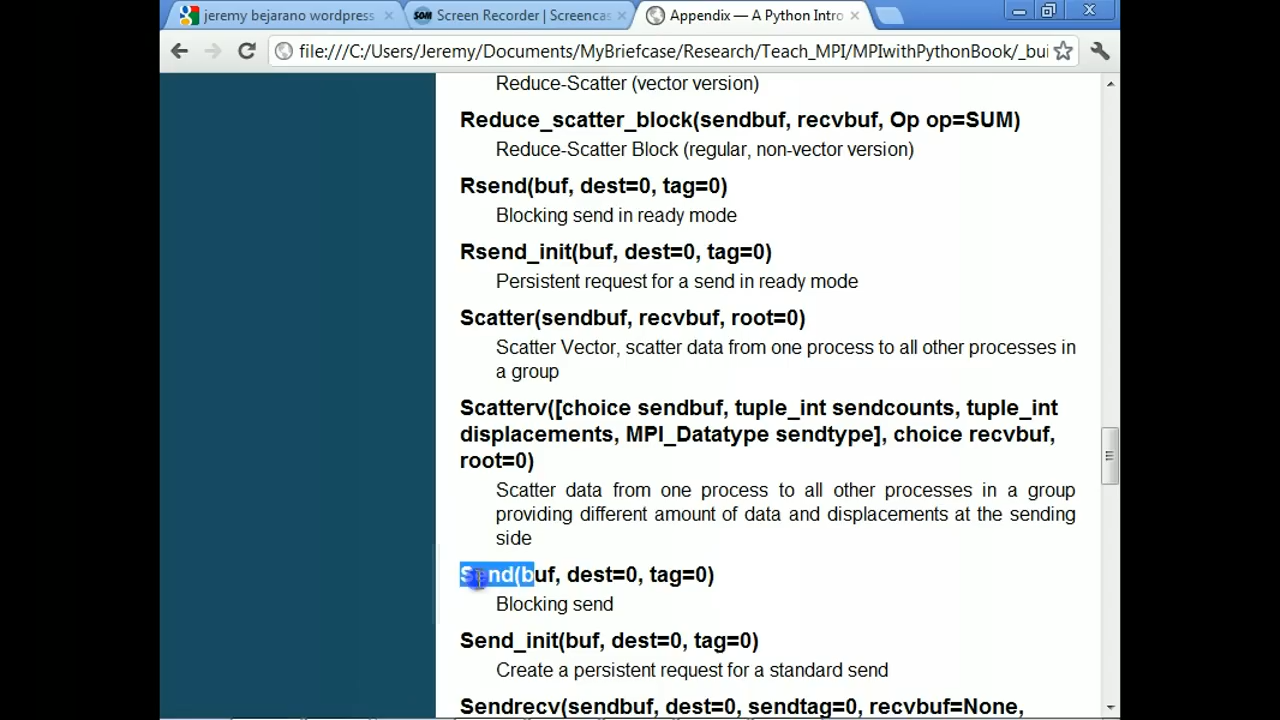 jeremy bejarano wordpress
Screen Recorder | Screencas
Appendix — A Python Intro
file:///C:/Users/Jeremy/Documents/MyBriefcase/Research/Teach_MPI/MPIwithPythonBook/_bui
Reduce-Scatter (vector version)
Reduce_scatter_block(sendbuf, recvbuf, Op op=SUM)
Reduce-Scatter Block (regular, non-vector version)
Rsend(buf, dest=0, tag=0)
Blocking send in ready mode
Rsend_init(buf, dest=0, tag=0)
Persistent request for a send in ready mode
Scatter(sendbuf, recvbuf, root=0)
Scatter Vector, scatter data from one process to all other processes in
a group
Scatterv([choice sendbuf, tuple_int sendcounts, tuple_int
displacements, MPI_Datatype sendtype], choice recvbuf,
root=0)
Scatter data from one process to all other processes in a group
providing different amount of data and displacements at the sending
side
Send(buf, dest=0, tag=0)
Blocking send
Send_init(buf, dest=0, tag=0)
Create a persistent request for a standard send
Sendrecv(sendbuf, dest=0, sendtag=0, recvbuf=None,